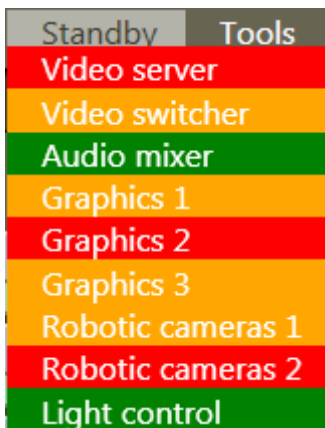 Standby Tools
Video server
Video switcher
Audio mixer
Graphics 1
Graphics 2
Graphics 3
Robotic cameras 1
Robotic cameras 2
Light control